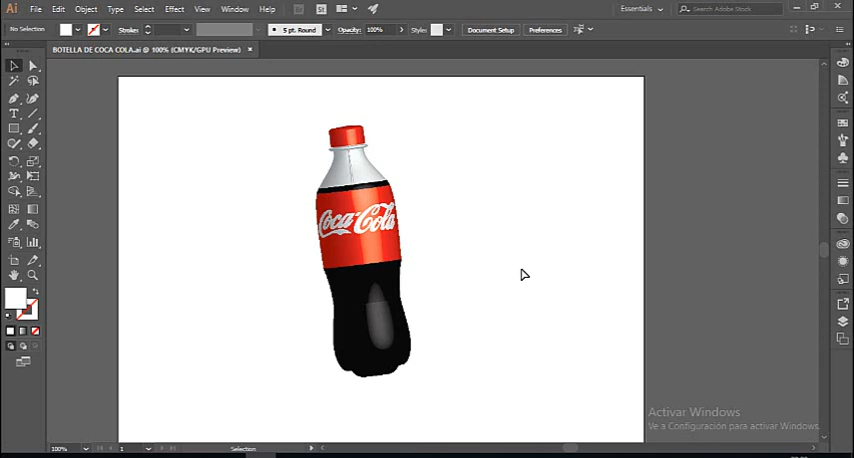 Ai File Edit Object Type Select Effect View Window Help Br St Essentials Search Adobe Stock
No Selection Stroke: 5 pt. Round Opacity: 100% Style: Document Setup Preferences
BOTELLA DE COCA COLA.ai @ 100% (CMYK/GPU Preview) ×
Coca-Cola
Activar Windows
Ve a Configuración para activar Windows.
100% 1 Selection